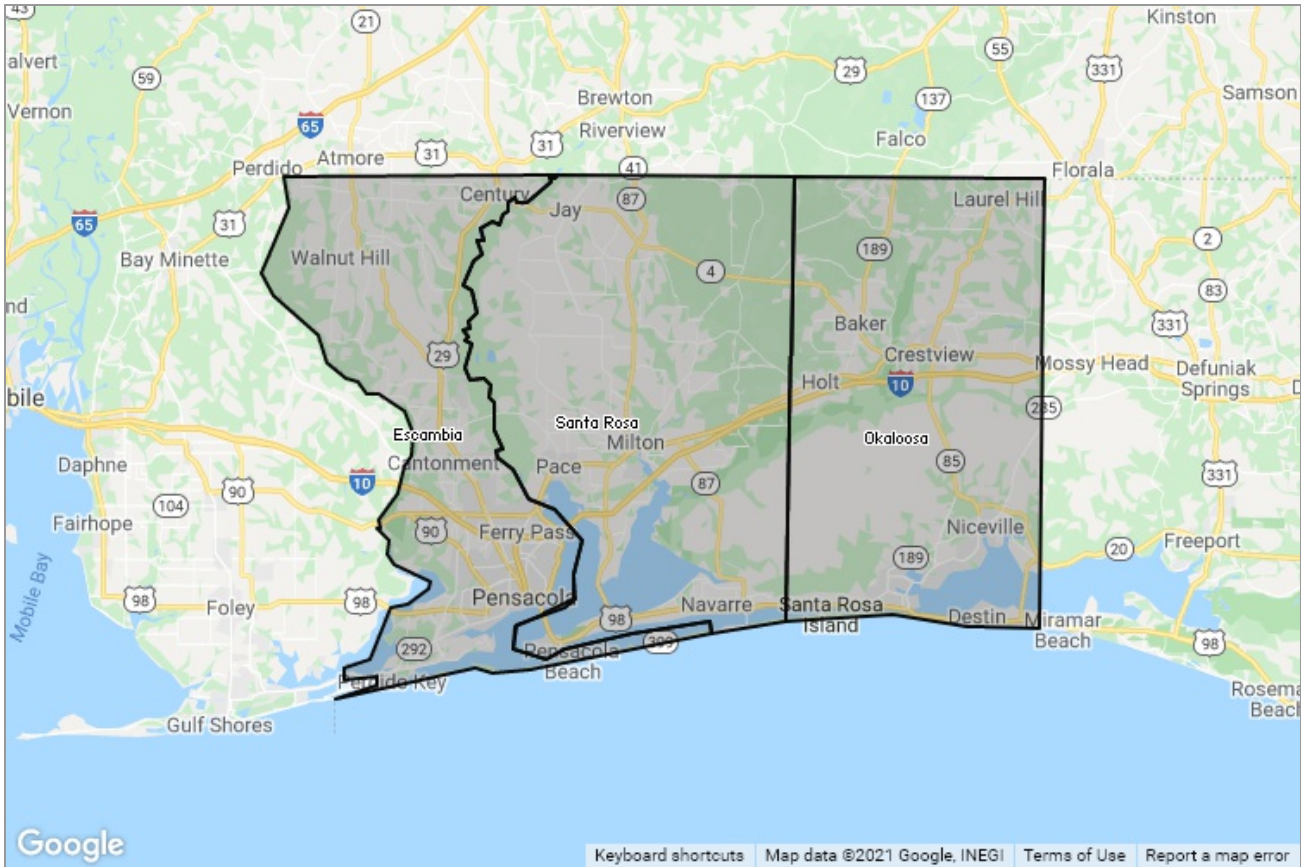 43
21
Kinston
alvert
59
55
29
331
Brewton
137
Samson
Vernon
65
Riverview
Falco
31
Perdido
Atmore
31
41
Florala
Century
87
Laurel Hill
Jay
65
31
Bay Minette
Walnut Hill
189
2
4
83
nd
Baker
331
29
Crestview
Mossy Head
Defuniak
Springs
Holt
10
bile
285
Escambia
Santa Rosa
Milton
Okaloosa
Daphne
Cantonment
Pace
85
331
10
90
87
104
Fairhope
90
Ferry Pass
Niceville
Freeport
20
189
Mobile Bay
98
98
Foley
Pensacola
98
Navarre
Santa Rosa
Island
Destin
Miramar
Beach
98
292
399
Pensacola
Beach
Perdido Key
Rosema
Beach
Gulf Shores
Google
Keyboard shortcuts
Map data ©2021 Google, INEGI
Terms of Use
Report a map error